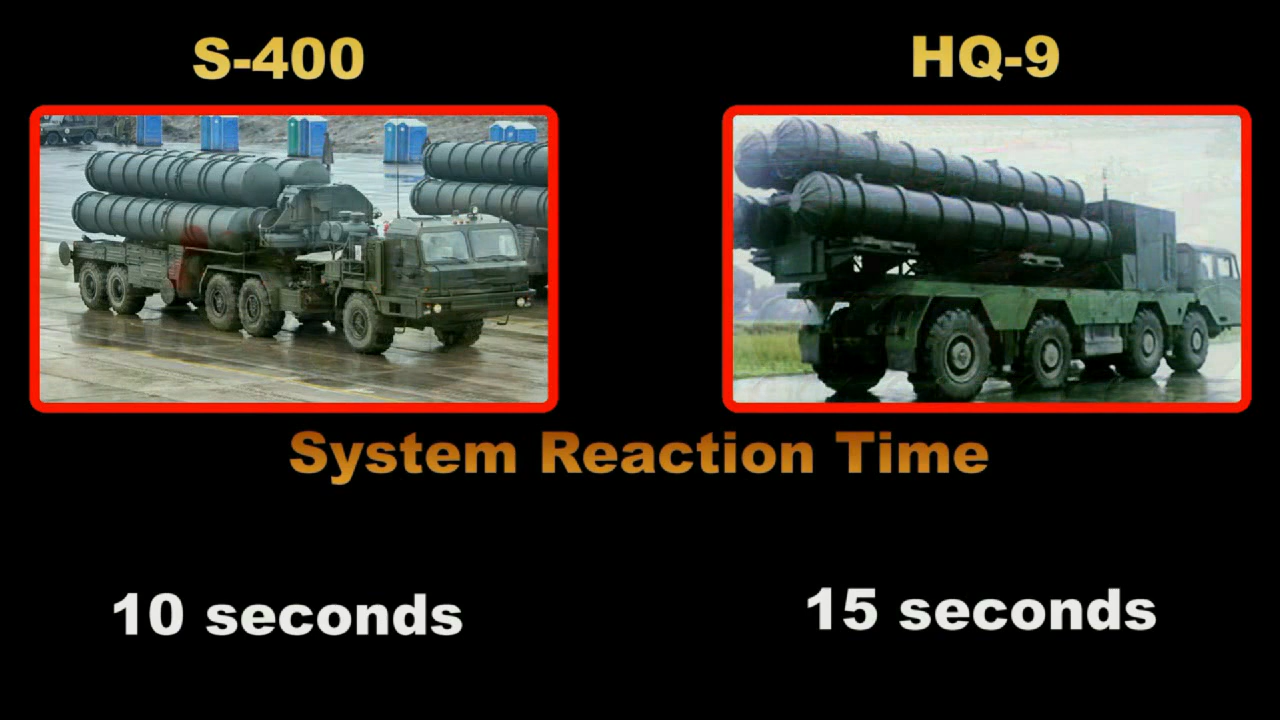 S-400
HQ-9
System Reaction Time
10 seconds
15 seconds